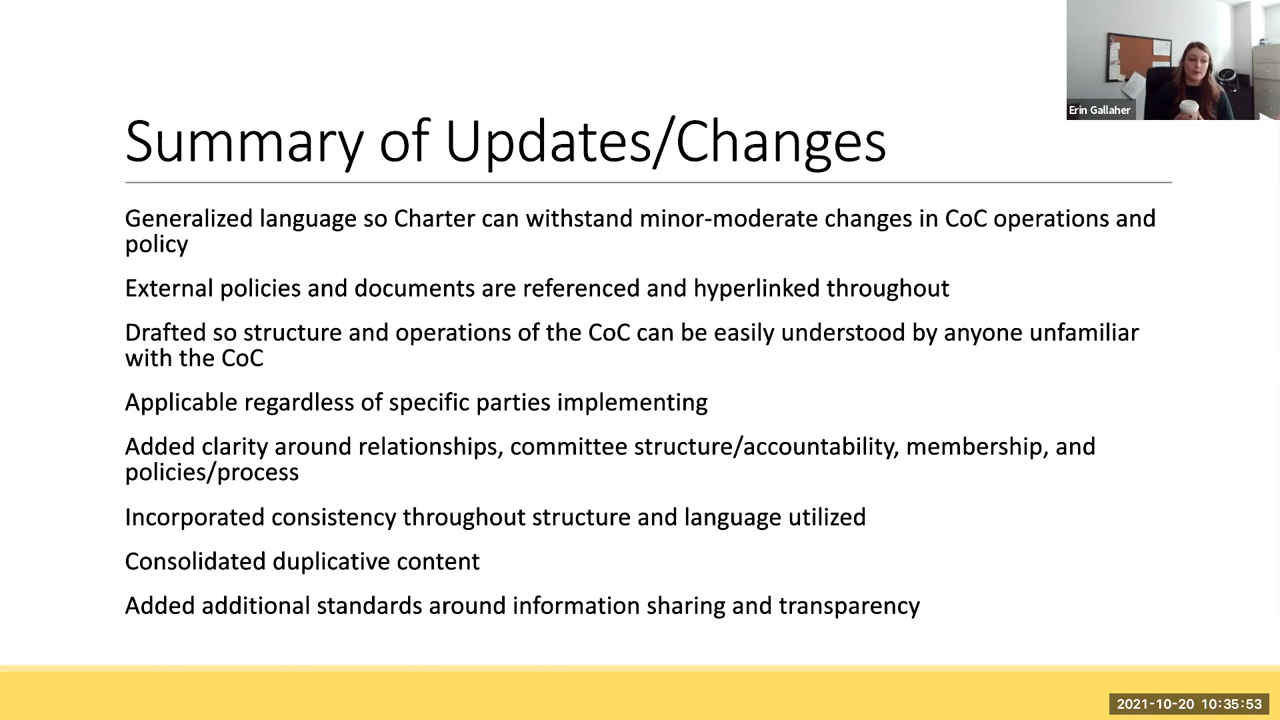 Erin Gallaher
Summary of Updates/Changes
Generalized language so Charter can withstand minor-moderate changes in CoC operations and
policy
External policies and documents are referenced and hyperlinked throughout
Drafted so structure and operations of the CoC can be easily understood by anyone unfamiliar
with the CoC
Applicable regardless of specific parties implementing
Added clarity around relationships, committee structure/accountability, membership, and
policies/process
Incorporated consistency throughout structure and language utilized
Consolidated duplicative content
Added additional standards around information sharing and transparency
2021-10-20 10:35:53